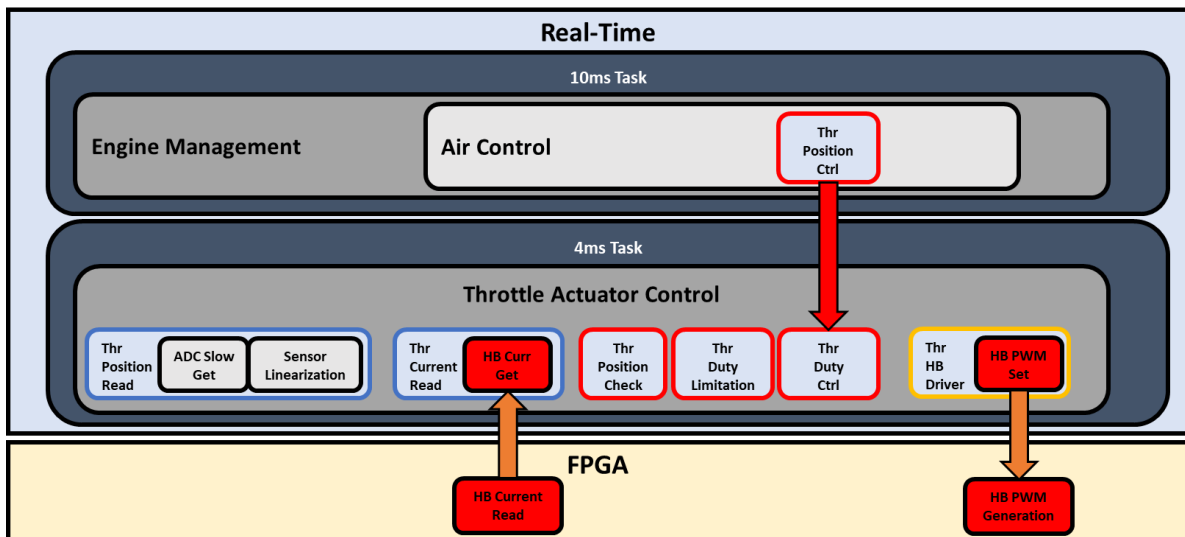 Real-Time
10ms Task
Engine Management
Air Control
Thr
Position
Ctrl
4ms Task
Throttle Actuator Control
Thr
Position
Read
ADC Slow
Get
Sensor
Linearization
Thr
Current
Read
HB Curr
Get
Thr
Position
Check
Thr
Duty
Limitation
Thr
Duty
Ctrl
Thr
HB
Driver
HB PWM
Set
FPGA
HB Current
Read
HB PWM
Generation